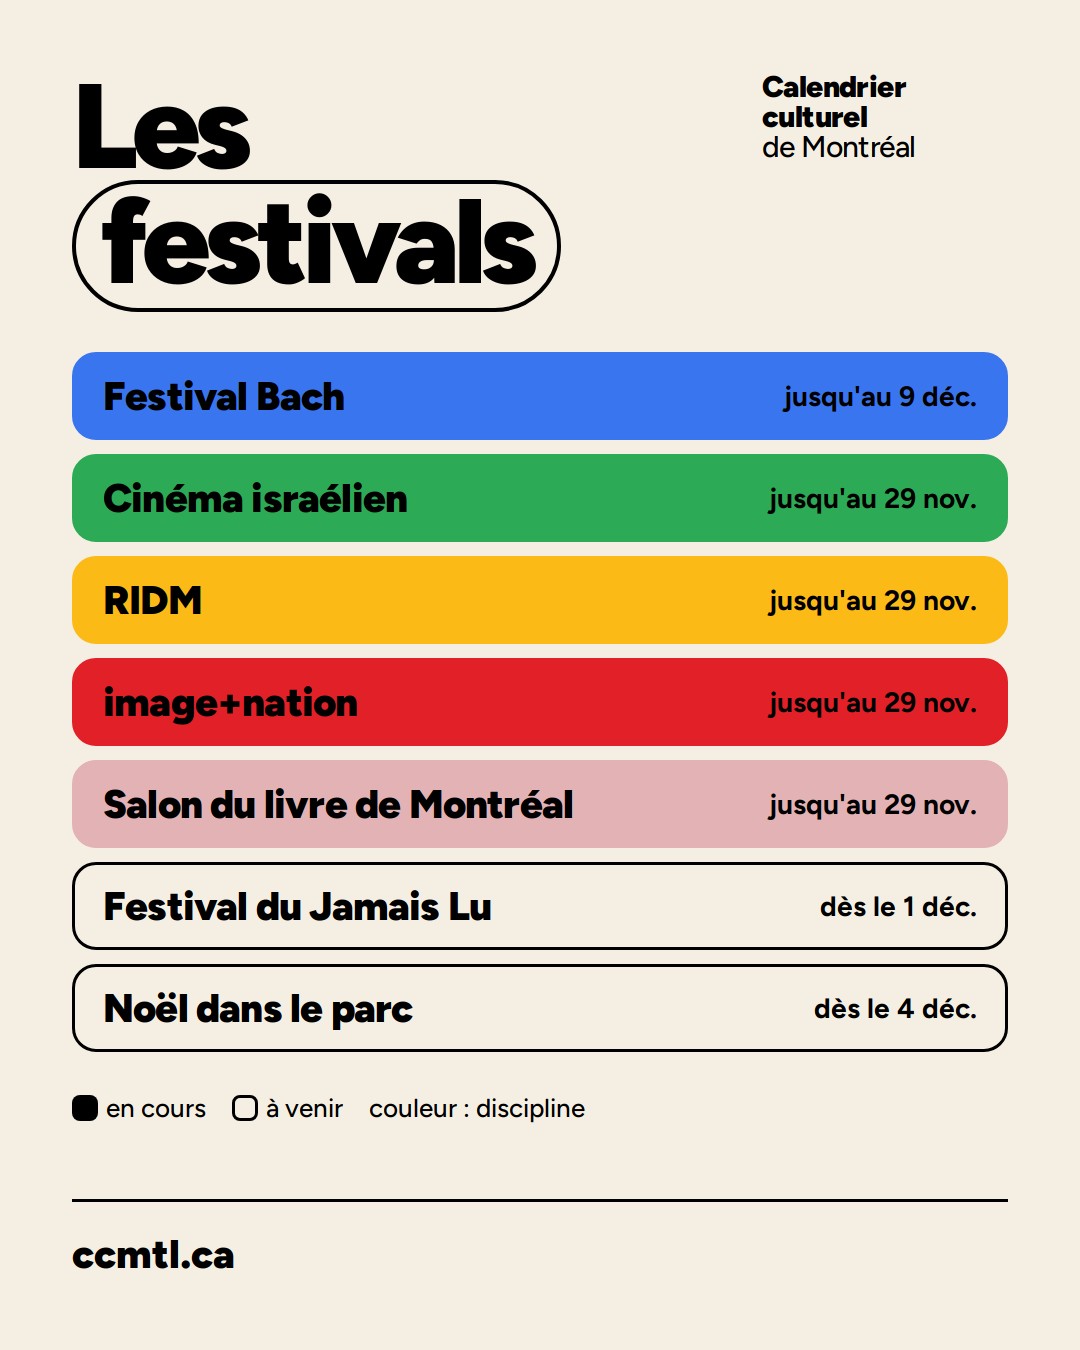 Les
festivals
Calendrier
culturel
de Montréal
Festival Bach jusqu'au 9 déc.
Cinéma israélien jusqu'au 29 nov.
RIDM jusqu'au 29 nov.
image+nation jusqu'au 29 nov.
Salon du livre de Montréal jusqu'au 29 nov.
Festival du Jamais Lu dès le 1 déc.
Noël dans le parc dès le 4 déc.
en cours à venir couleur : discipline
ccmtl.ca